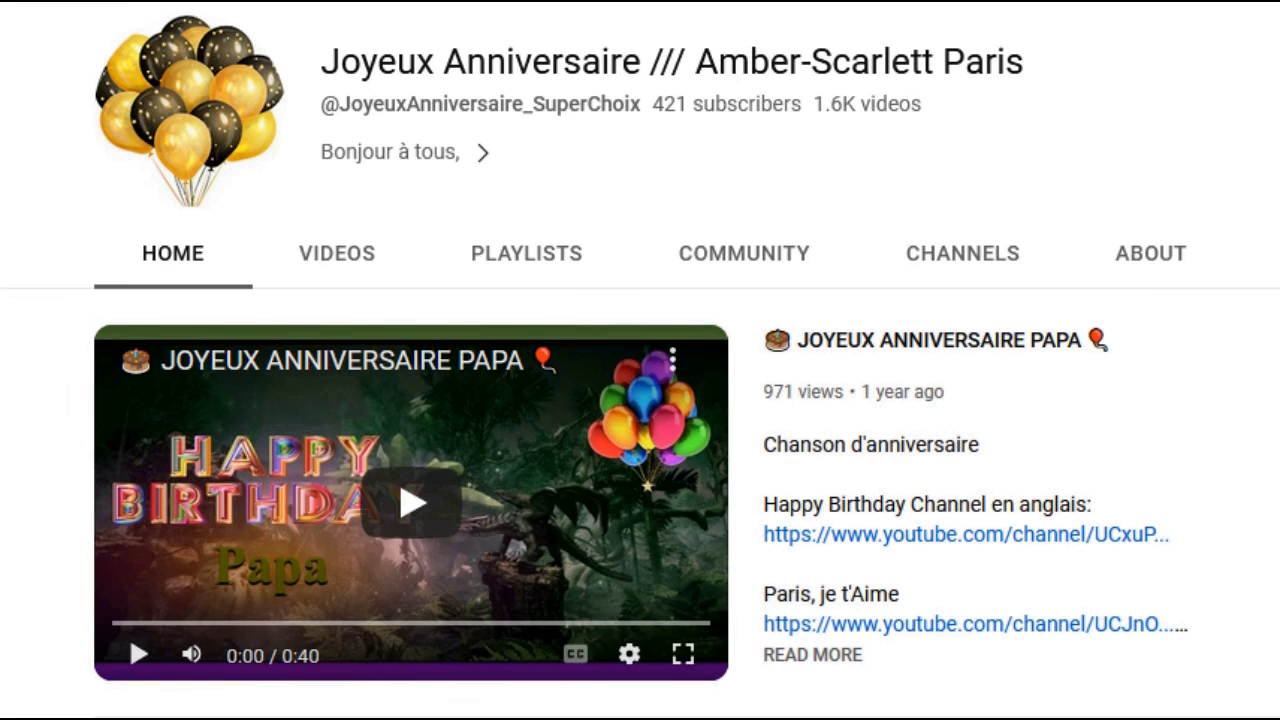 Joyeux Anniversaire /// Amber-Scarlett Paris
@JoyeuxAnniversaire_SuperChoix 421 subscribers 1.6K videos
Bonjour à tous,
HOME VIDEOS PLAYLISTS COMMUNITY CHANNELS ABOUT
JOYEUX ANNIVERSAIRE PAPA
HAPPY
BIRTHDAY
Papa
0:00 / 0:40
CC
JOYEUX ANNIVERSAIRE PAPA
971 views • 1 year ago
Chanson d'anniversaire
Happy Birthday Channel en anglais:
https://www.youtube.com/channel/UCxuP...
Paris, je t'Aime
https://www.youtube.com/channel/UCJnO......
READ MORE